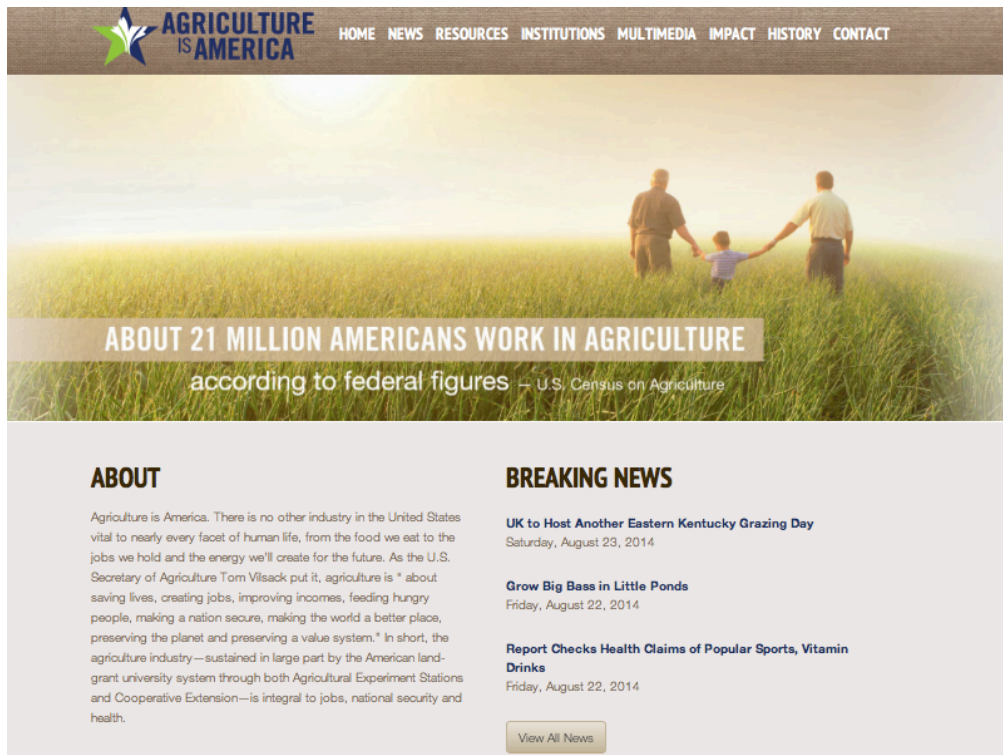 AGRICULTURE
IS AMERICA
HOME NEWS RESOURCES INSTITUTIONS MULTIMEDIA IMPACT HISTORY CONTACT
ABOUT 21 MILLION AMERICANS WORK IN AGRICULTURE
according to federal figures — U.S. Census on Agriculture
ABOUT
Agriculture is America. There is no other industry in the United States
vital to nearly every facet of human life, from the food we eat to the
jobs we hold and the energy we'll create for the future. As the U.S.
Secretary of Agriculture Tom Vilsack put it, agriculture is " about
saving lives, creating jobs, improving incomes, feeding hungry
people, making a nation secure, making the world a better place,
preserving the planet and preserving a value system." In short, the
agriculture industry—sustained in large part by the American land-
grant university system through both Agricultural Experiment Stations
and Cooperative Extension—is integral to jobs, national security and
health.
BREAKING NEWS
UK to Host Another Eastern Kentucky Grazing Day
Saturday, August 23, 2014
Grow Big Bass in Little Ponds
Friday, August 22, 2014
Report Checks Health Claims of Popular Sports, Vitamin
Drinks
Friday, August 22, 2014
View All News